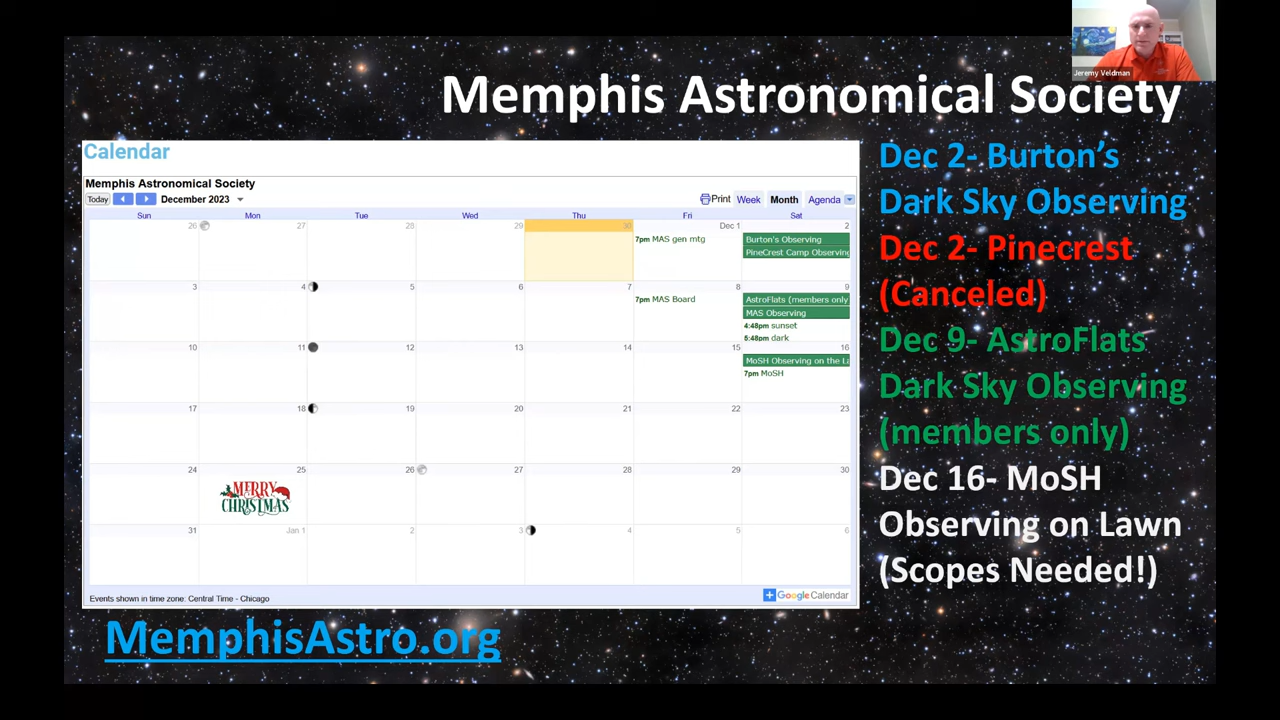 Jeremy Veldman
Memphis Astronomical Society
Calendar
Memphis Astronomical Society
Today
December 2023
Print Week Month Agenda
Sun Mon Tue Wed Thu Fri Sat
26 27 28 29 30 Dec 1 2
7pm MAS gen mtg
Burton's Observing
PineCrest Camp Observing
3 4 5 6 7 8 9
7pm MAS Board
AstroFlats (members only
MAS Observing
4:48pm sunset
5:48pm dark
10 11 12 13 14 15 16
MoSH Observing on the La
7pm MoSH
17 18 19 20 21 22 23
24 25 26 27 28 29 30
MERRY
CHRISTMAS
31 Jan 1 2 3 4 5 6
Events shown in time zone: Central Time - Chicago
Google Calendar
Dec 2- Burton’s
Dark Sky Observing
Dec 2- Pinecrest
(Canceled)
Dec 9- AstroFlats
Dark Sky Observing
(members only)
Dec 16- MoSH
Observing on Lawn
(Scopes Needed!)
MemphisAstro.org